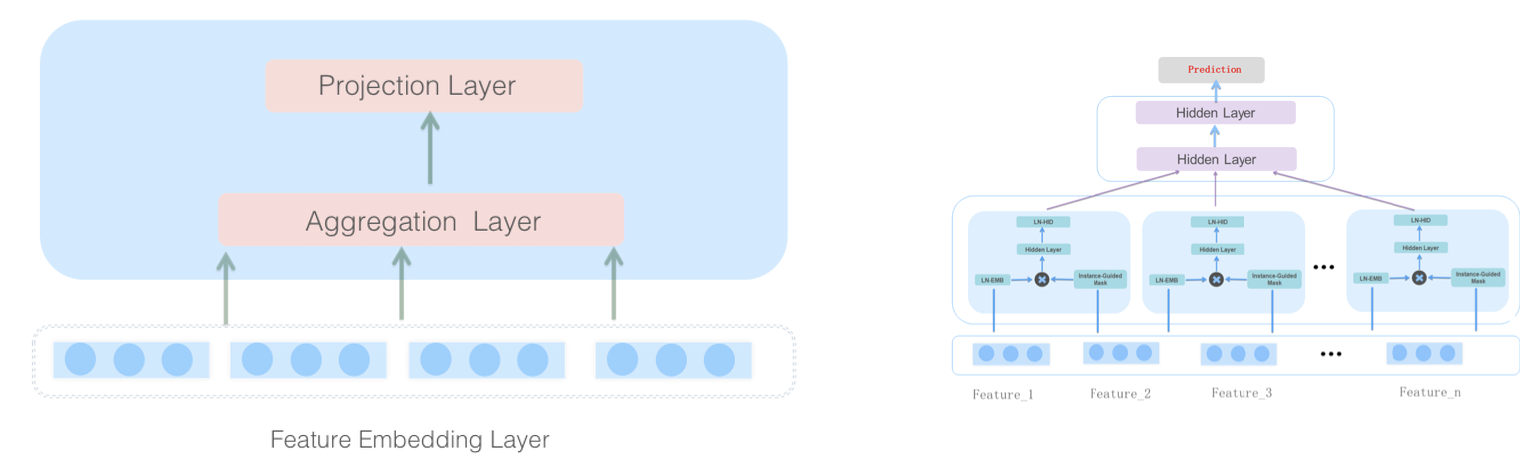 Projection Layer
Aggregation Layer
Feature Embedding Layer
Prediction
Hidden Layer
Hidden Layer
LN-HID
Hidden Layer
LN-EMB
Instance-Guided
Mask
LN-HID
Hidden Layer
LN-EMB
Instance-Guided
Mask
...
LN-HID
Hidden Layer
LN-EMB
Instance-Guided
Mask
...
Feature_1
Feature_2
Feature_3
Feature_n